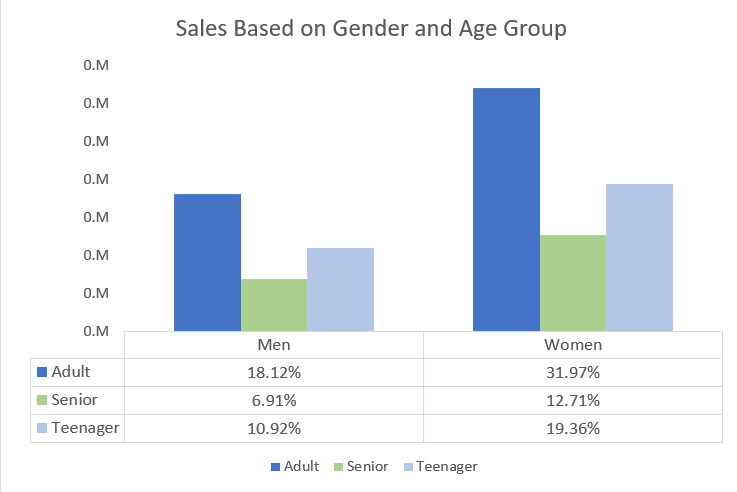 Sales Based on Gender and Age Group
0.M
0.M
0.M
0.M
0.M
0.M
0.M
0.M
Men Women
Adult 18.12% 31.97%
Senior 6.91% 12.71%
Teenager 10.92% 19.36%
Adult Senior Teenager